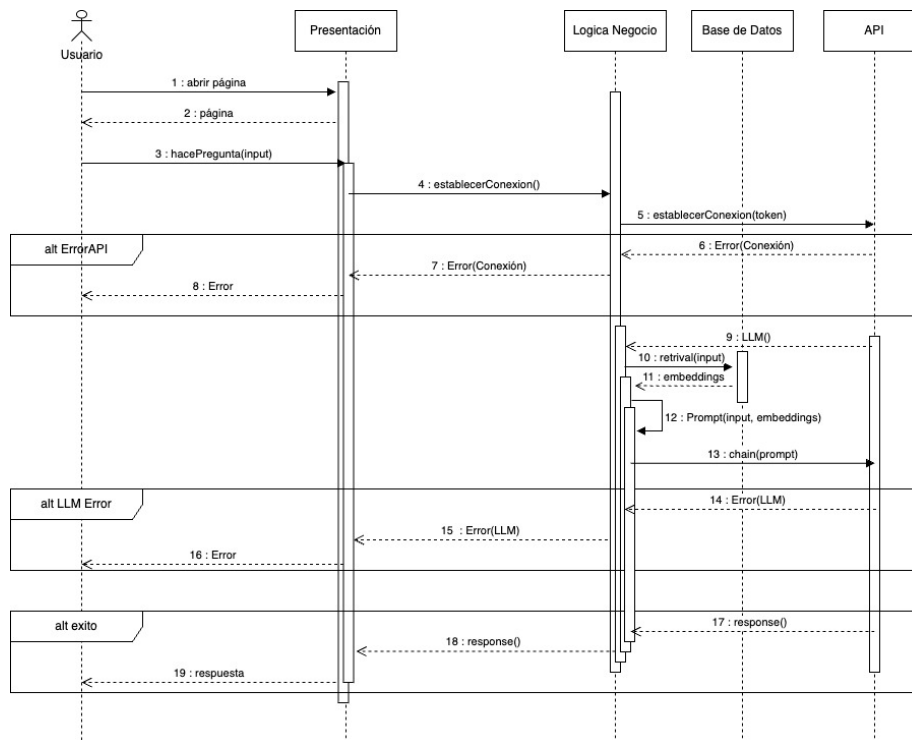 Usuario
Presentación
Logica Negocio
Base de Datos
API
1 : abrir página
2 : página
3 : hacePregunta(input)
4 : establecerConexion()
5 : establecerConexion(token)
alt ErrorAPI
6 : Error(Conexión)
7 : Error(Conexión)
8 : Error
9 : LLM()
10 : retrival(input)
11 : embeddings
12 : Prompt(input, embeddings)
13 : chain(prompt)
alt LLM Error
14 : Error(LLM)
15 : Error(LLM)
16 : Error
alt exito
17 : response()
18 : response()
19 : respuesta